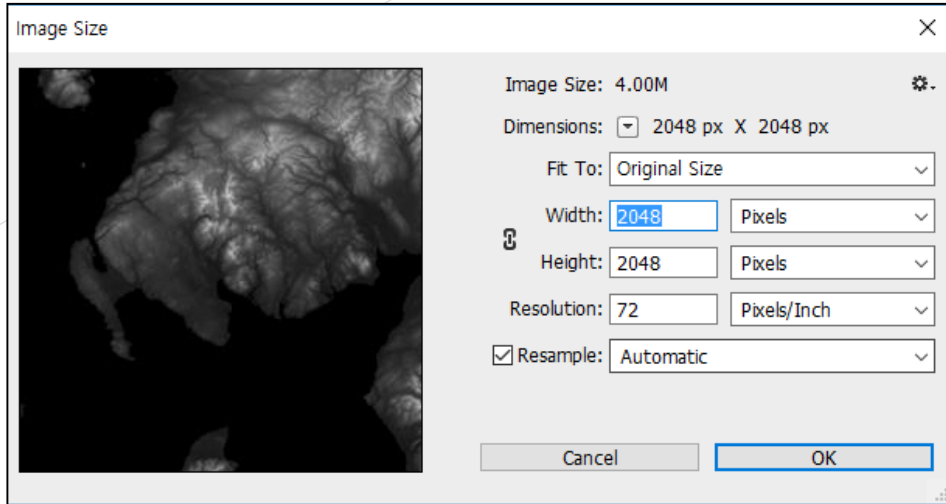 Image Size
Image Size: 4.00M
Dimensions: 2048 px X 2048 px
Fit To: Original Size
Width: 2048 Pixels
Height: 2048 Pixels
Resolution: 72 Pixels/Inch
Resample: Automatic
Cancel OK